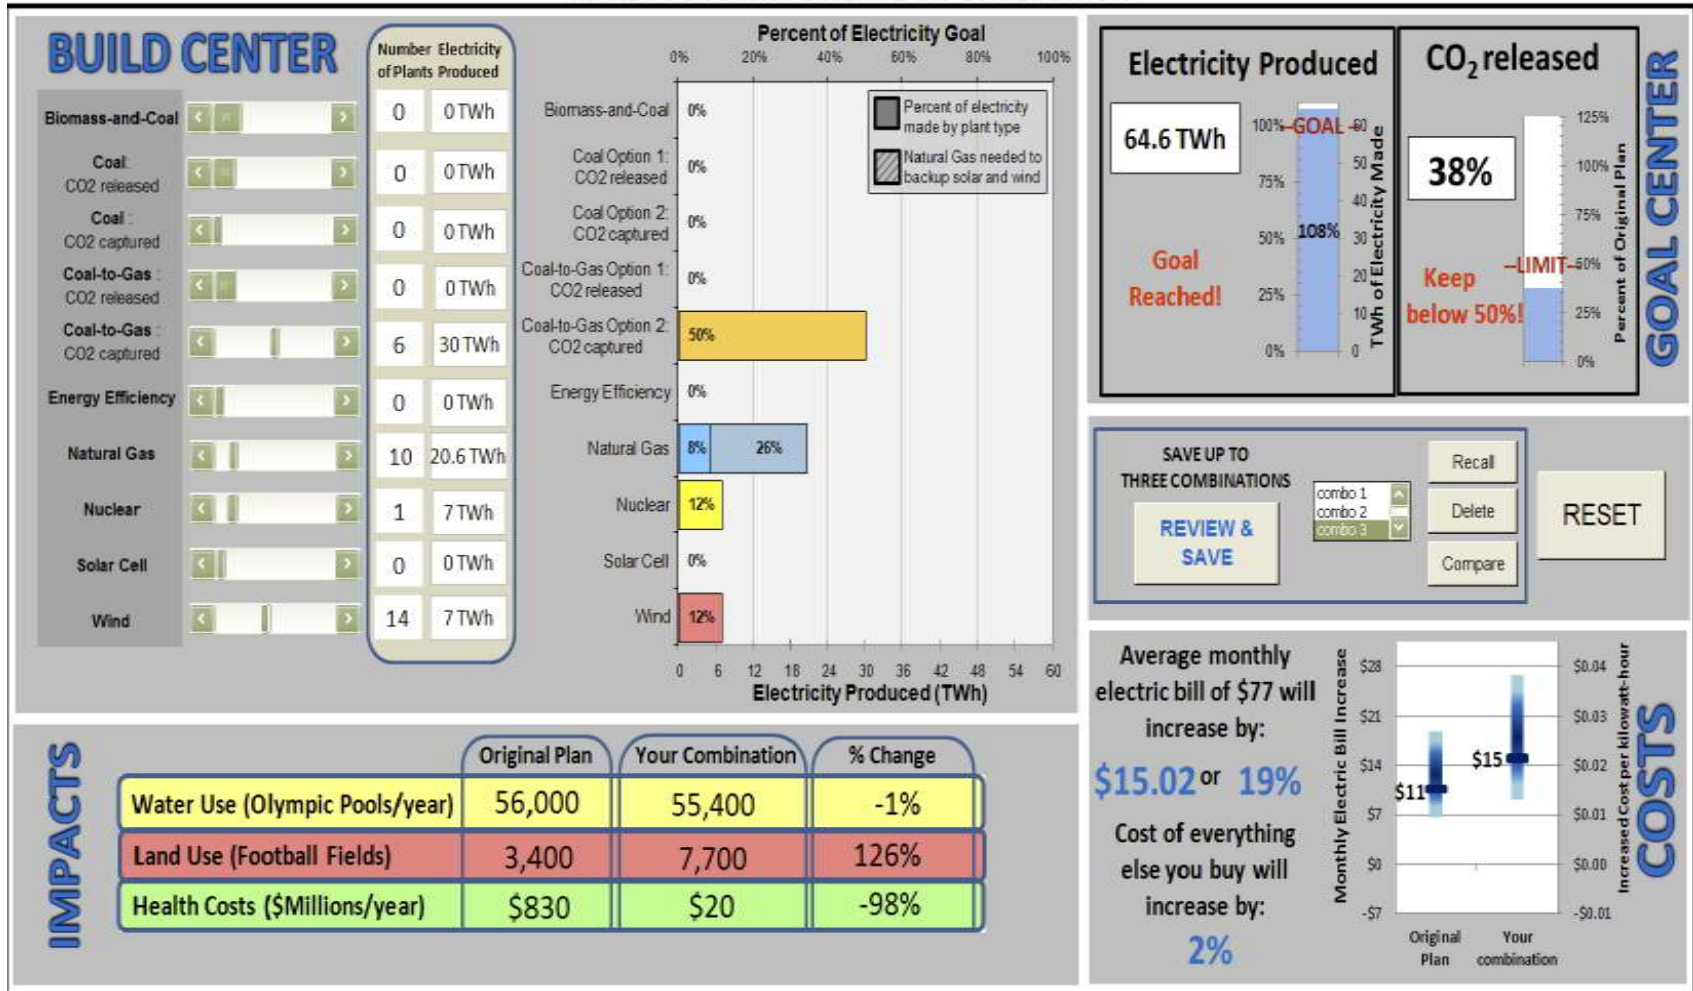 BUILD CENTER
Number Electricity
of Plants Produced
Biomass-and-Coal
0
0 TWh
Coal:
CO2 released
0
0 TWh
Coal :
CO2 captured
0
0 TWh
Coal-to-Gas :
CO2 released
0
0 TWh
Coal-to-Gas :
CO2 captured
6
30 TWh
Energy Efficiency
0
0 TWh
Natural Gas
10
20.6 TWh
Nuclear
1
7 TWh
Solar Cell
0
0 TWh
Wind
14
7 TWh
Percent of Electricity Goal
0% 20% 40% 60% 80% 100%
Percent of electricity
made by plant type
Natural Gas needed to
backup solar and wind
Biomass-and-Coal 0%
Coal Option 1:
CO2 released
0%
Coal Option 2:
CO2 captured
0%
Coal-to-Gas Option 1:
CO2 released
0%
Coal-to-Gas Option 2:
CO2 captured
50%
Energy Efficiency 0%
Natural Gas 8% 26%
Nuclear 12%
Solar Cell 0%
Wind 12%
0 6 12 18 24 30 36 42 48 54 60
Electricity Produced (TWh)
GOAL CENTER
Electricity Produced
64.6 TWh
Goal
Reached!
100% --GOAL-- 60
50
75%
40
50% 108% 30
20
25%
10
0% 0
TWh of Electricity Made
CO2 released
38%
Keep
below 50%!
125%
100%
75%
--LIMIT-- 50%
25%
0%
Percent of Original Plan
SAVE UP TO
THREE COMBINATIONS
REVIEW &
SAVE
combo 1
combo 2
combo 3
Recall
Delete
Compare
RESET
IMPACTS
Original Plan Your Combination % Change
Water Use (Olympic Pools/year) 56,000 55,400 -1%
Land Use (Football Fields) 3,400 7,700 126%
Health Costs ($Millions/year) $830 $20 -98%
COSTS
Average monthly
electric bill of $77 will
increase by:
$15.02 or 19%
Cost of everything
else you buy will
increase by:
2%
Monthly Electric Bill Increase
$28
$21
$14
$7
$0
-$7
$11
$15
$0.04
$0.03
$0.02
$0.01
$0.00
-$0.01
Increased Cost per kilowatt-hour
Original
Plan
Your
combination